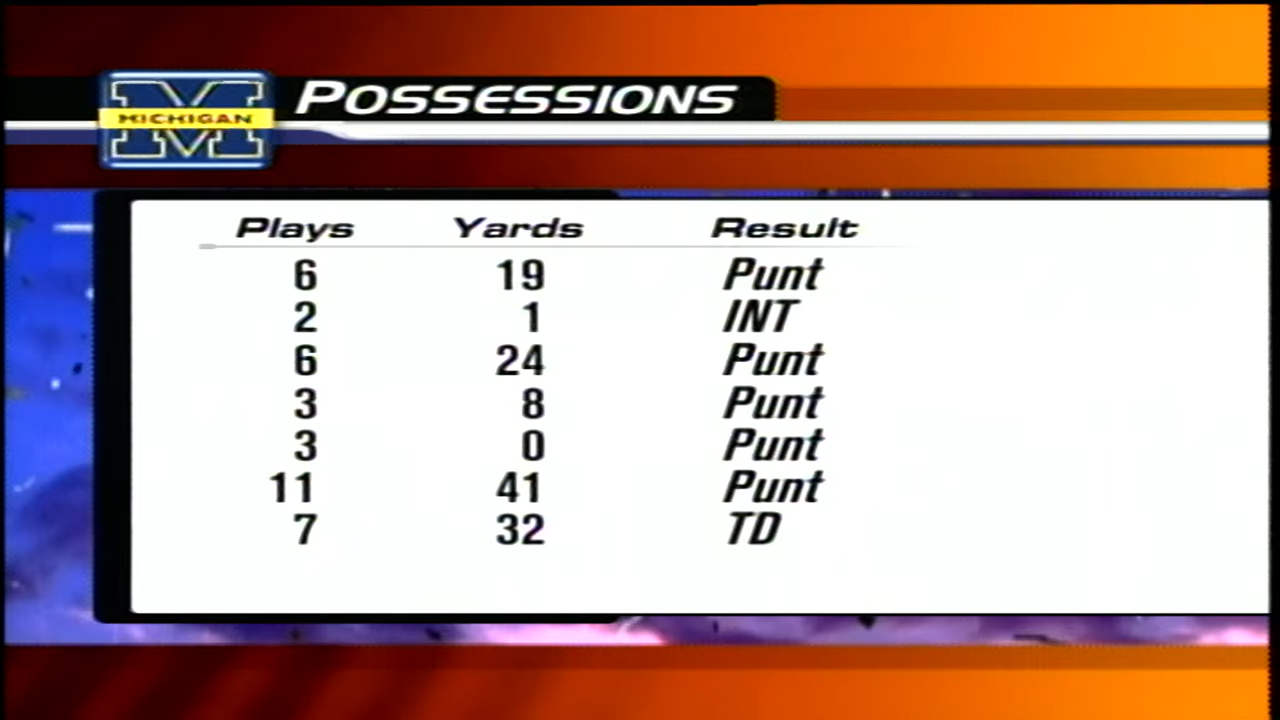 MICHIGAN POSSESSIONS
Plays Yards Result
6 19 Punt
2 1 INT
6 24 Punt
3 8 Punt
3 0 Punt
11 41 Punt
7 32 TD